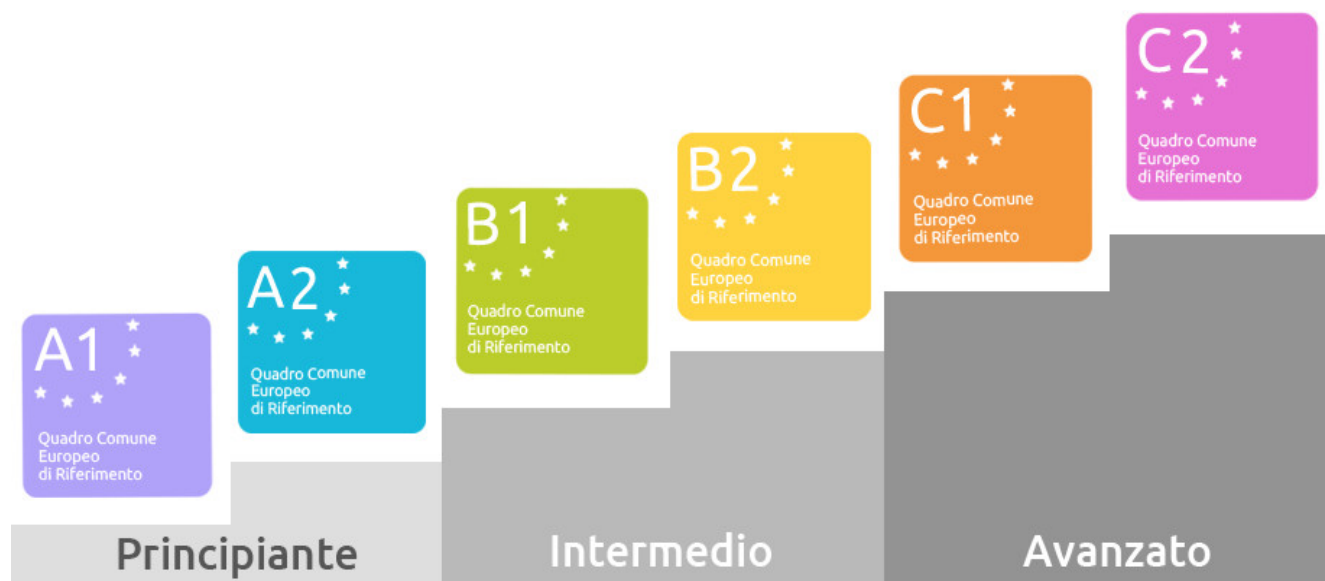 A1
Quadro Comune
Europeo
di Riferimento
A2
Quadro Comune
Europeo
di Riferimento
B1
Quadro Comune
Europeo
di Riferimento
B2
Quadro Comune
Europeo
di Riferimento
C1
Quadro Comune
Europeo
di Riferimento
C2
Quadro Comune
Europeo
di Riferimento
Principiante
Intermedio
Avanzato